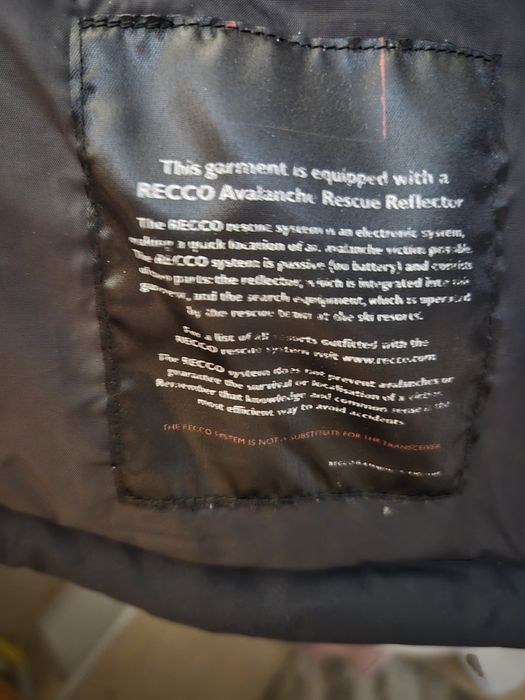 This garment is equipped with a
RECCO Avalanche Rescue Reflector
The RECCO rescue system is an electronic system,
making a quick location of an avalanche victim possible.
The RECCO system is passive (no battery) and consists
of two parts: the reflector, which is integrated into this
garment, and the search equipment, which is operated
by the rescue team at the ski resorts.
For a list of all resorts outfitted with the
RECCO rescue system visit www.recco.com
The RECCO system does not prevent avalanches or
guarantee the survival or localisation of a victim.
Remember that knowledge and common sense is the
most efficient way to avoid accidents
THE RECCO SYSTEM IS NOT A SUBSTITUTE FOR THE TRANSCEIVER
RECCO